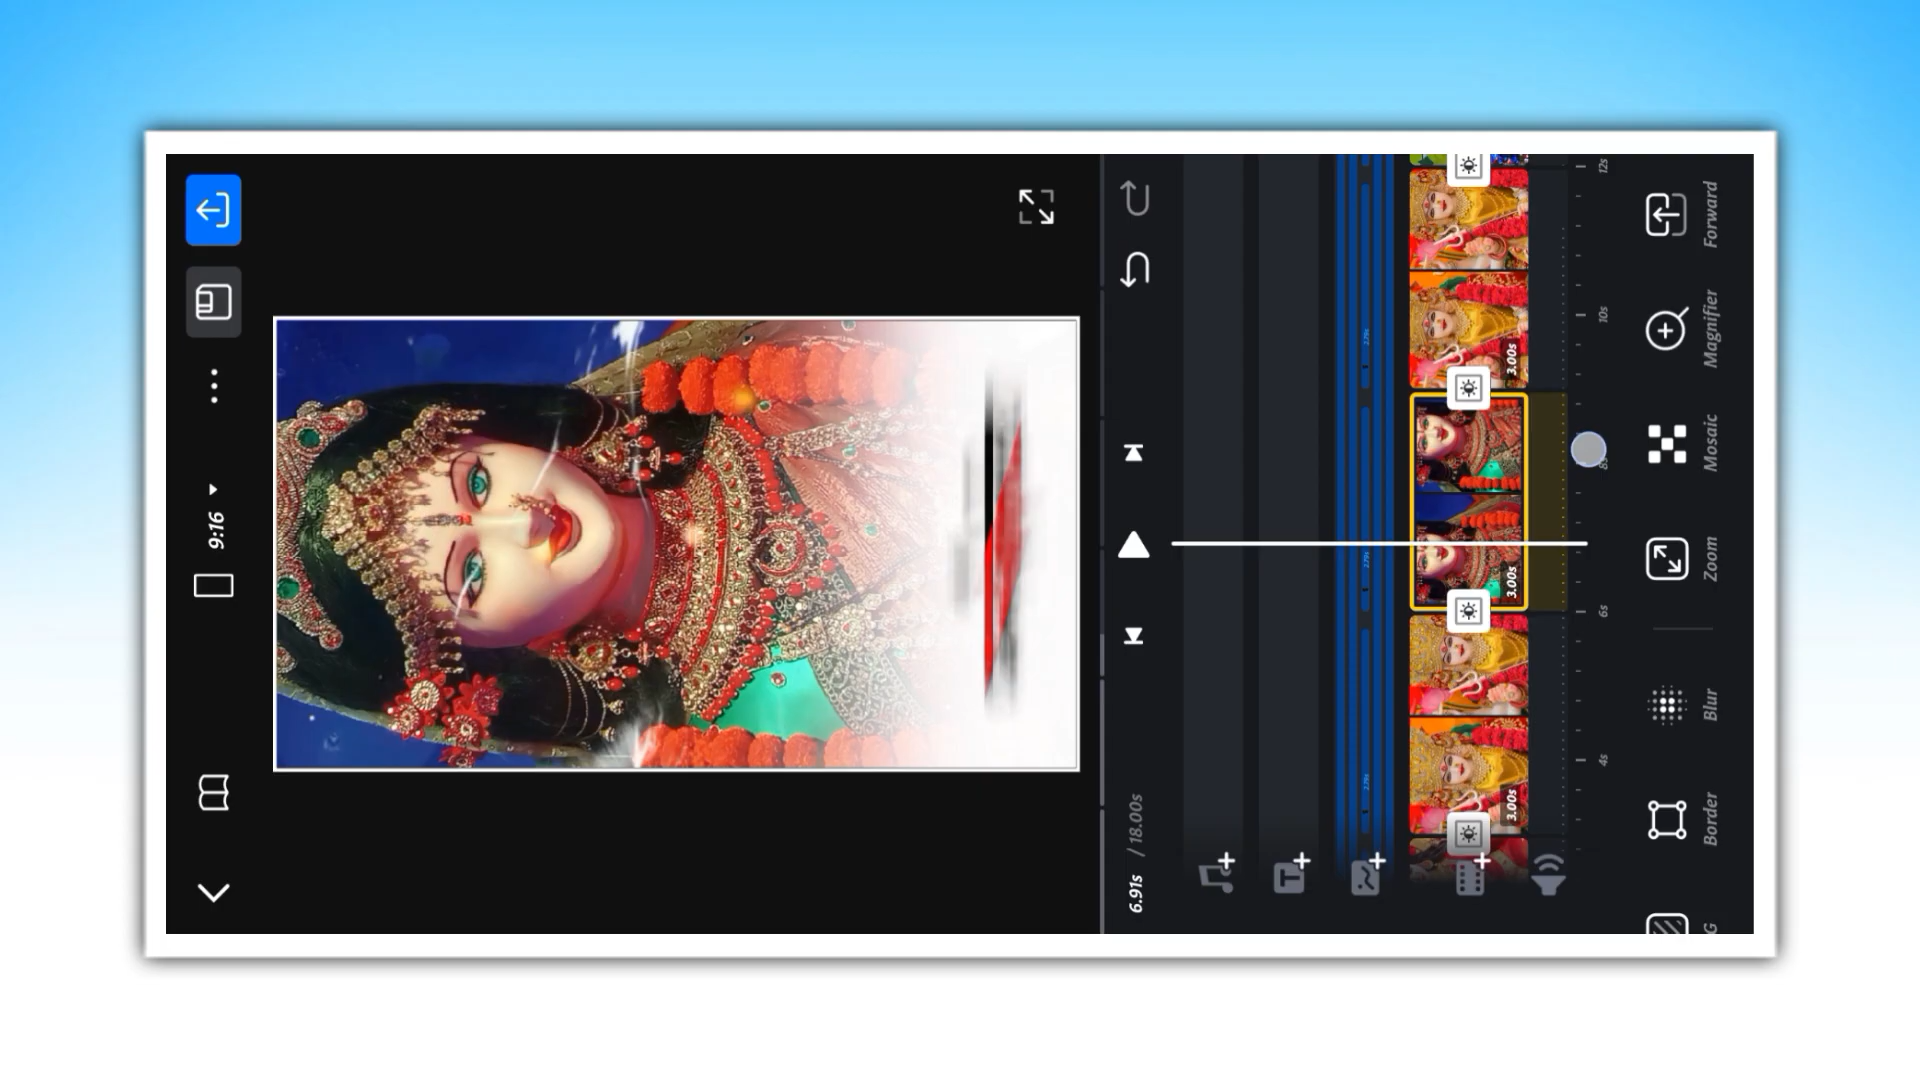 9:16
6.91s / 18.00s
3.00s
3.00s
3.00s
4s
6s
8s
10s
12s
G
Border
Blur
Zoom
Mosaic
Magnifier
Forward